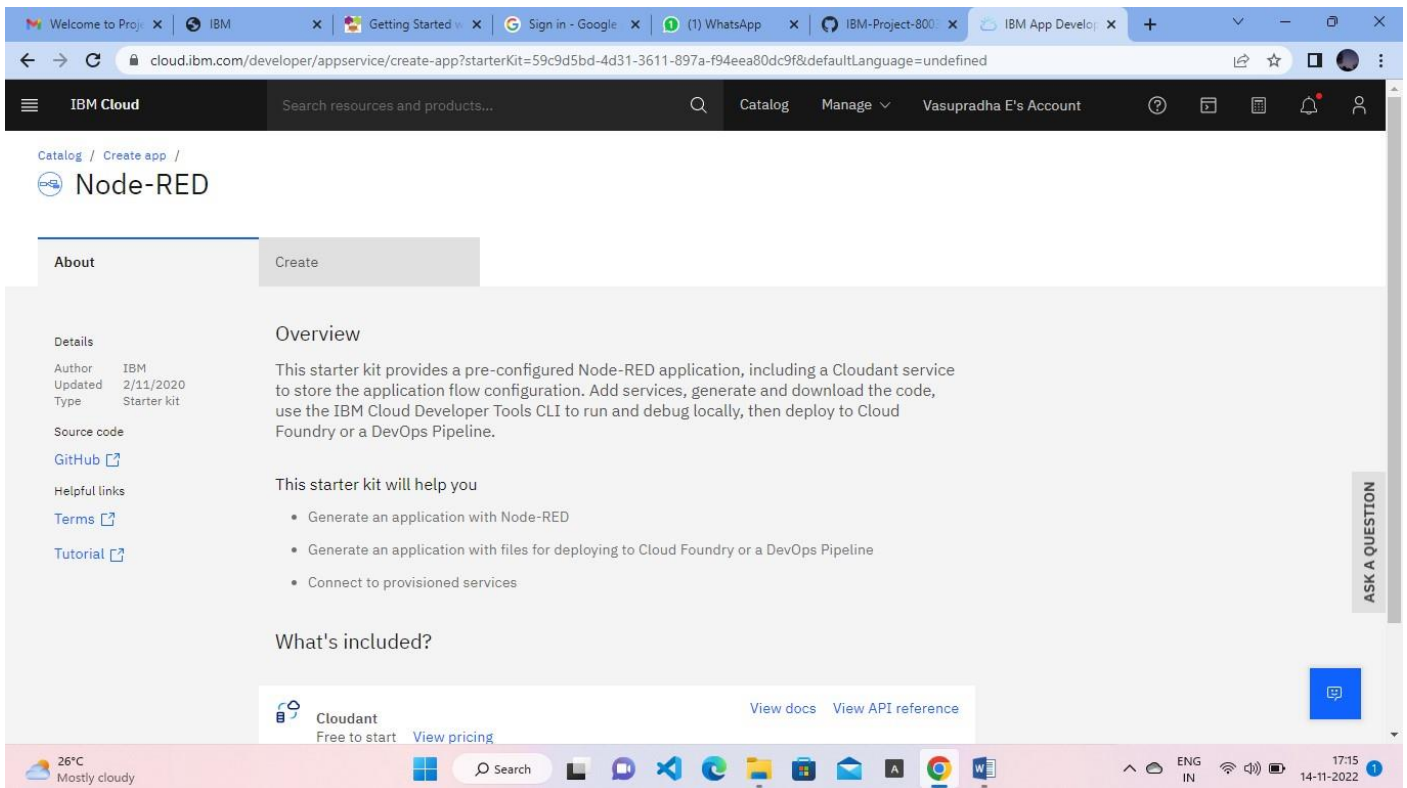 Welcome to Proje
IBM
Getting Started w
Sign in - Google
(1) WhatsApp
IBM-Project-800
IBM App Develop
cloud.ibm.com/developer/appservice/create-app?starterKit=59c9d5bd-4d31-3611-897a-f94eea80dc9f&defaultLanguage=undefined
IBM Cloud
Search resources and products...
Catalog
Manage
Vasupradha E's Account
Catalog / Create app /
Node-RED
About
Create
Details
Author IBM
Updated 2/11/2020
Type Starter kit
Source code
GitHub
Helpful links
Terms
Tutorial
Overview
This starter kit provides a pre-configured Node-RED application, including a Cloudant service
to store the application flow configuration. Add services, generate and download the code,
use the IBM Cloud Developer Tools CLI to run and debug locally, then deploy to Cloud
Foundry or a DevOps Pipeline.
This starter kit will help you
• Generate an application with Node-RED
• Generate an application with files for deploying to Cloud Foundry or a DevOps Pipeline
• Connect to provisioned services
What's included?
Cloudant
Free to start View pricing
View docs View API reference
ASK A QUESTION
26°C
Mostly cloudy
Search
A
ENG
IN
17:15
14-11-2022
1